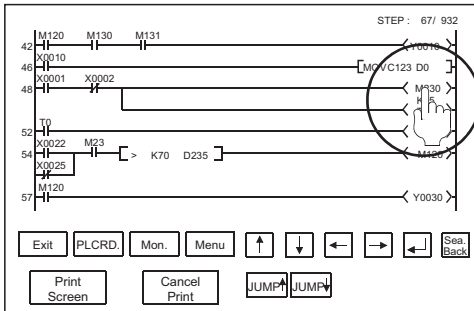 STEP : 67/ 932
M120 M130 M131
42 Y0010
X0010
46 MOVC123 D0
X0001 X0002
48 M230
T0
52
X0022 M23
54 > K70 D235 M120
X0025
M120
57 Y0030
Exit PLCRD. Mon. Menu Sea. Back
Print Screen Cancel Print JUMP JUMP